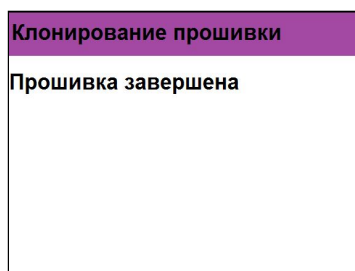 Клонирование прошивки
Прошивка завершена